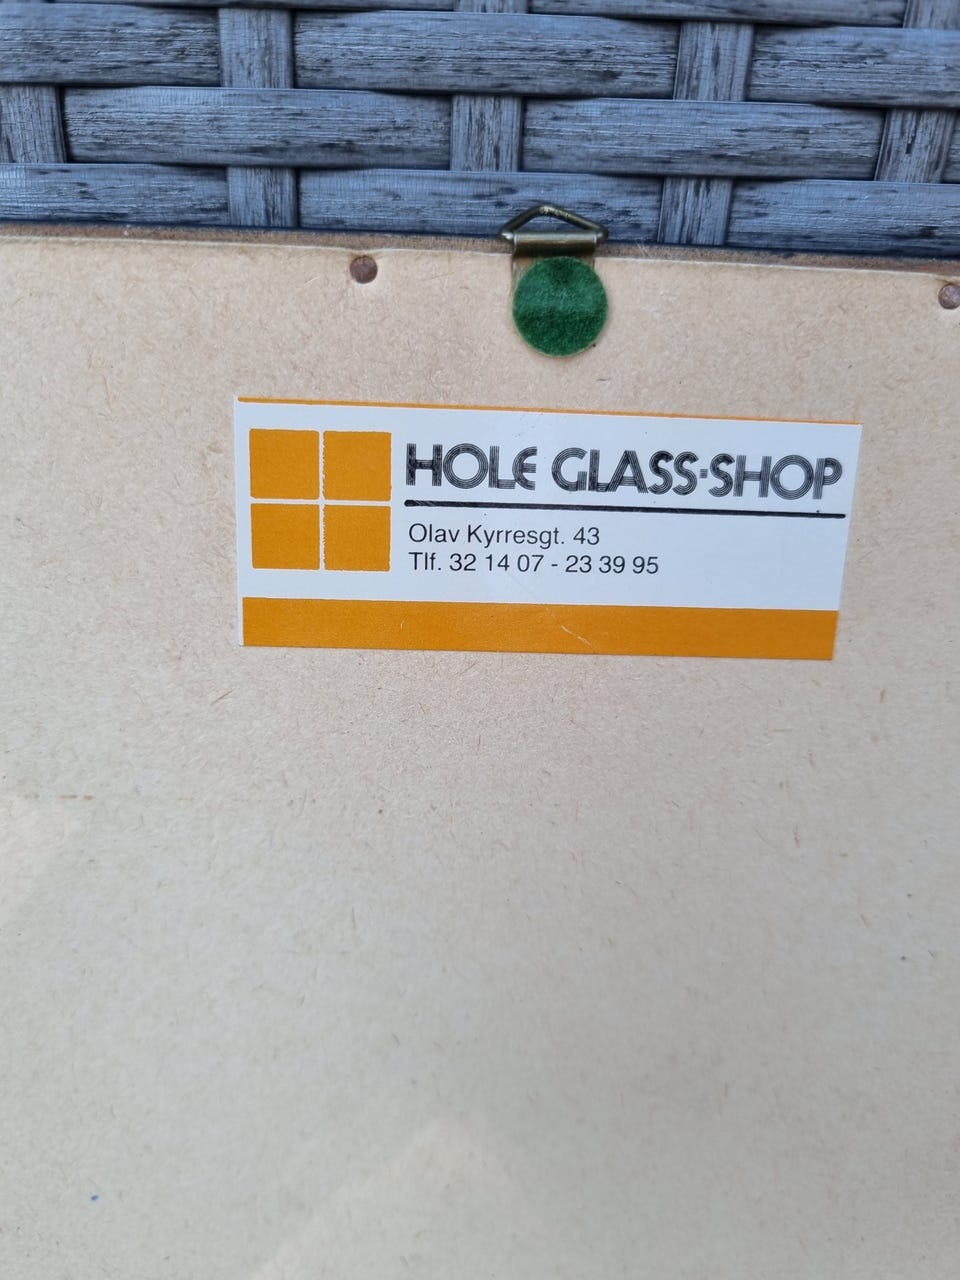 HOLE GLASS-SHOP
Olav Kyrresgt. 43
Tlf. 32 14 07 - 23 39 95